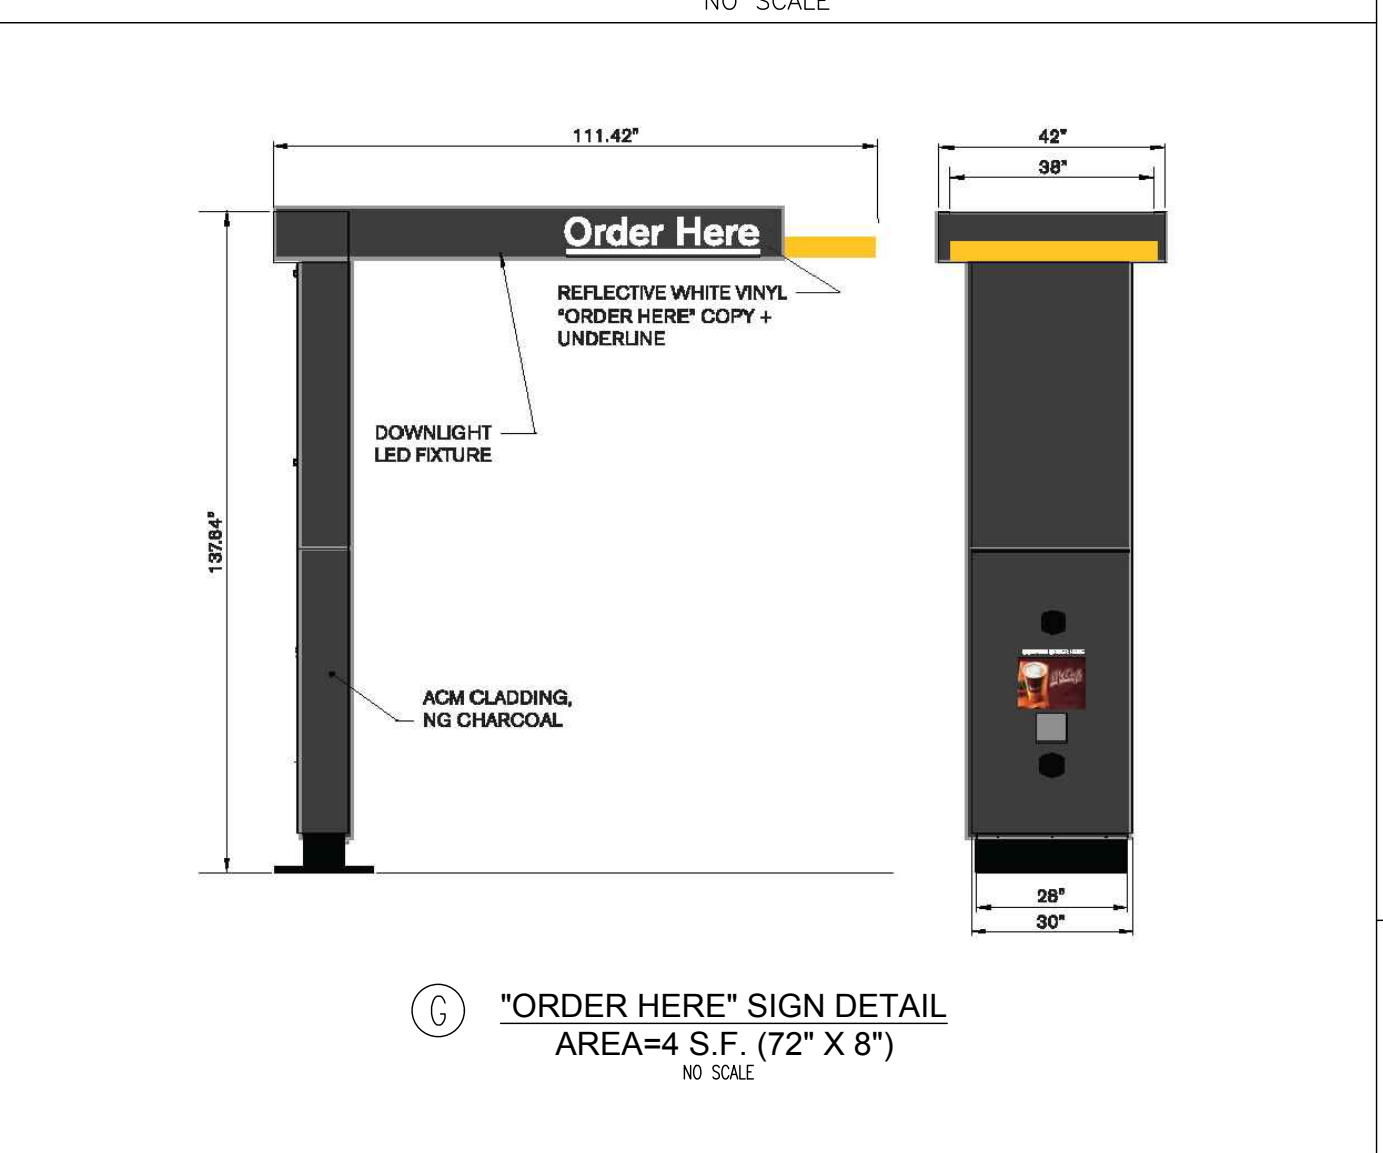 NO SCALE
111.42"
42"
38"
Order Here
REFLECTIVE WHITE VINYL
"ORDER HERE" COPY +
UNDERLINE
DOWNLIGHT
LED FIXTURE
137.64"
McCafé
ACM CLADDING,
NG CHARCOAL
28"
30"
G
"ORDER HERE" SIGN DETAIL
AREA=4 S.F. (72" X 8")
NO SCALE